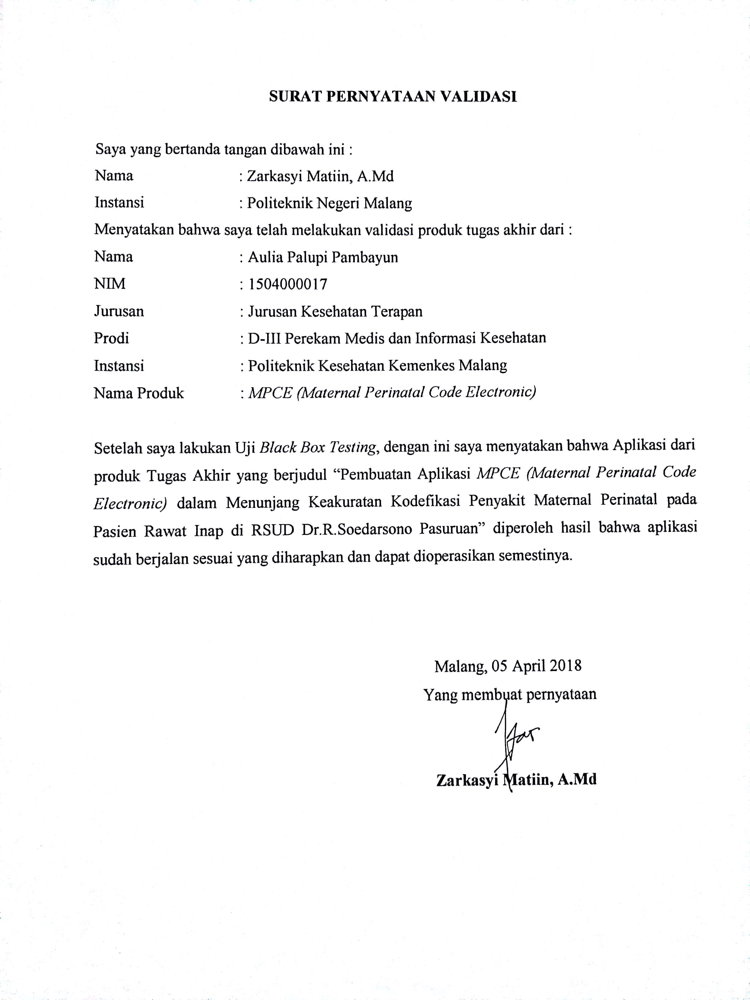 SURAT PERNYATAAN VALIDASI
Saya yang bertanda tangan dibawah ini :
Nama : Zarkasyi Matiin, A.Md
Instansi : Politeknik Negeri Malang
Menyatakan bahwa saya telah melakukan validasi produk tugas akhir dari :
Nama : Aulia Palupi Pambayun
NIM : 1504000017
Jurusan : Jurusan Kesehatan Terapan
Prodi : D-III Perekam Medis dan Informasi Kesehatan
Instansi : Politeknik Kesehatan Kemenkes Malang
Nama Produk : MPCE (Maternal Perinatal Code Electronic)
Setelah saya lakukan Uji Black Box Testing, dengan ini saya menyatakan bahwa Aplikasi dari
produk Tugas Akhir yang berjudul “Pembuatan Aplikasi MPCE (Maternal Perinatal Code
Electronic) dalam Menunjang Keakuratan Kodefikasi Penyakit Maternal Perinatal pada
Pasien Rawat Inap di RSUD Dr.R.Soedarsono Pasuruan” diperoleh hasil bahwa aplikasi
sudah berjalan sesuai yang diharapkan dan dapat dioperasikan semestinya.
Malang, 05 April 2018
Yang membuat pernyataan
Zarkasyi Matiin, A.Md